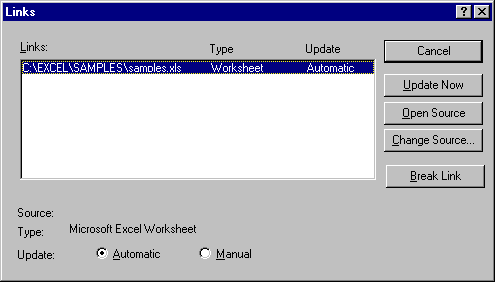 Links
Links: Type Update Cancel
C:\EXCEL\SAMPLES\samples.xls Worksheet Automatic
Update Now
Open Source
Change Source...
Break Link
Source:
Type: Microsoft Excel Worksheet
Update: Automatic Manual